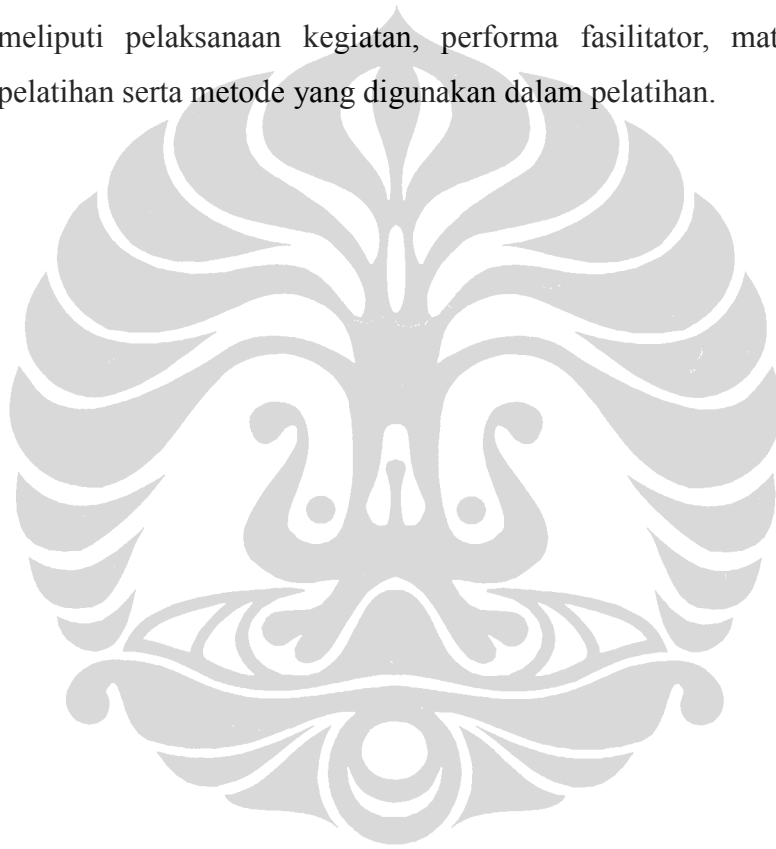 meliputi pelaksanaan kegiatan, performa fasilitator, mat
pelatihan serta metode yang digunakan dalam pelatihan.